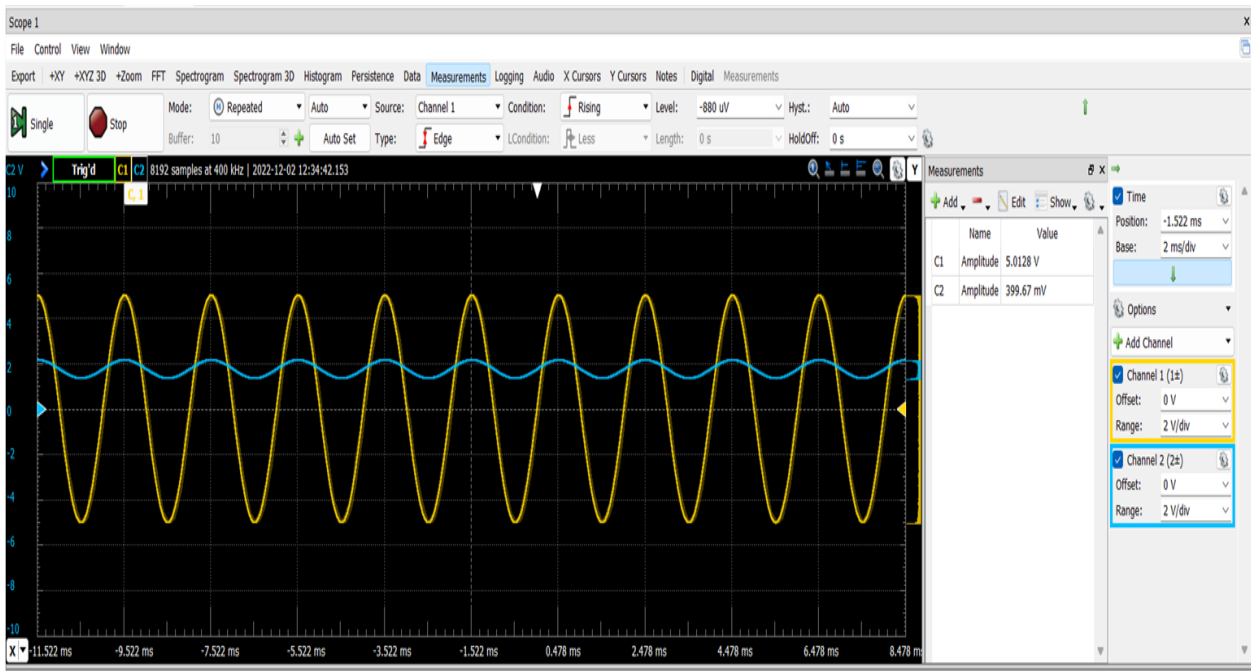 Scope 1 x
File Control View Window
Export +XY +XYZ 3D +Zoom FFT Spectrogram Spectrogram 3D Histogram Persistence Data Measurements Logging Audio X Cursors Y Cursors Notes Digital Measurements
Single Stop Mode: Repeated Auto Source: Channel 1 Condition: Rising Level: -880 uV Hyst.: Auto
Buffer: 10 Auto Set Type: Edge LCondition: Less Length: 0 s HoldOff: 0 s
C2 V Trig'd C1 C2 8192 samples at 400 kHz | 2022-12-02 12:34:42.153 Y
C, 1
10
8
6
4
2
0
-2
-4
-6
-8
-10
X -11.522 ms -9.522 ms -7.522 ms -5.522 ms -3.522 ms -1.522 ms 0.478 ms 2.478 ms 4.478 ms 6.478 ms 8.478 ms
Measurements x
Add Edit Show
Name Value
C1 Amplitude 5.0128 V
C2 Amplitude 399.67 mV
Time
Position: -1.522 ms
Base: 2 ms/div
Options
Add Channel
Channel 1 (1±)
Offset: 0 V
Range: 2 V/div
Channel 2 (2±)
Offset: 0 V
Range: 2 V/div